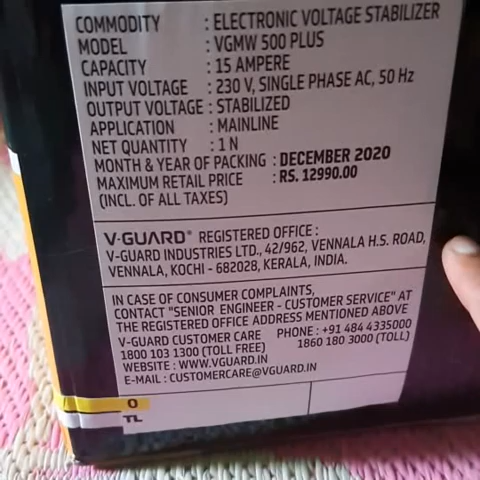 COMMODITY : ELECTRONIC VOLTAGE STABILIZER
MODEL : VGMW 500 PLUS
CAPACITY : 15 AMPERE
INPUT VOLTAGE : 230 V, SINGLE PHASE AC, 50 Hz
OUTPUT VOLTAGE : STABILIZED
APPLICATION : MAINLINE
NET QUANTITY : 1 N
MONTH & YEAR OF PACKING : DECEMBER 2020
MAXIMUM RETAIL PRICE : RS. 12990.00
(INCL. OF ALL TAXES)
V-GUARD® REGISTERED OFFICE :
V-GUARD INDUSTRIES LTD., 42/962, VENNALA H.S. ROAD,
VENNALA, KOCHI - 682028, KERALA, INDIA.
IN CASE OF CONSUMER COMPLAINTS,
CONTACT "SENIOR ENGINEER - CUSTOMER SERVICE" AT
THE REGISTERED OFFICE ADDRESS MENTIONED ABOVE
V-GUARD CUSTOMER CARE PHONE : +91 484 4335000
1800 103 1300 (TOLL FREE) 1860 180 3000 (TOLL)
WEBSITE : WWW.VGUARD.IN
E-MAIL : CUSTOMERCARE@VGUARD.IN
0
TL